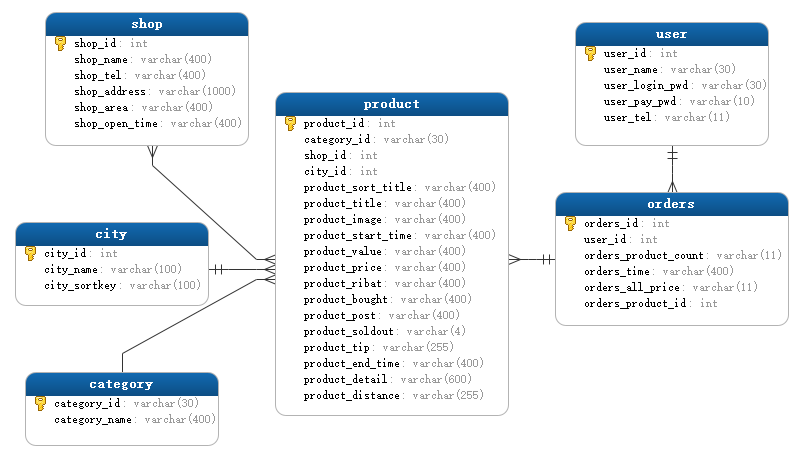 shop
shop_id: int
shop_name: varchar(400)
shop_tel: varchar(400)
shop_address: varchar(1000)
shop_area: varchar(400)
shop_open_time: varchar(400)
user
user_id: int
user_name: varchar(30)
user_login_pwd: varchar(30)
user_pay_pwd: varchar(10)
user_tel: varchar(11)
product
product_id: int
category_id: varchar(30)
shop_id: int
city_id: int
product_sort_title: varchar(400)
product_title: varchar(400)
product_image: varchar(400)
product_start_time: varchar(400)
product_value: varchar(400)
product_price: varchar(400)
product_ribat: varchar(400)
product_bought: varchar(400)
product_post: varchar(400)
product_soldout: varchar(4)
product_tip: varchar(255)
product_end_time: varchar(400)
product_detail: varchar(600)
product_distance: varchar(255)
orders
orders_id: int
user_id: int
orders_product_count: varchar(11)
orders_time: varchar(400)
orders_all_price: varchar(11)
orders_product_id: int
city
city_id: int
city_name: varchar(100)
city_sortkey: varchar(100)
category
category_id: varchar(30)
category_name: varchar(400)